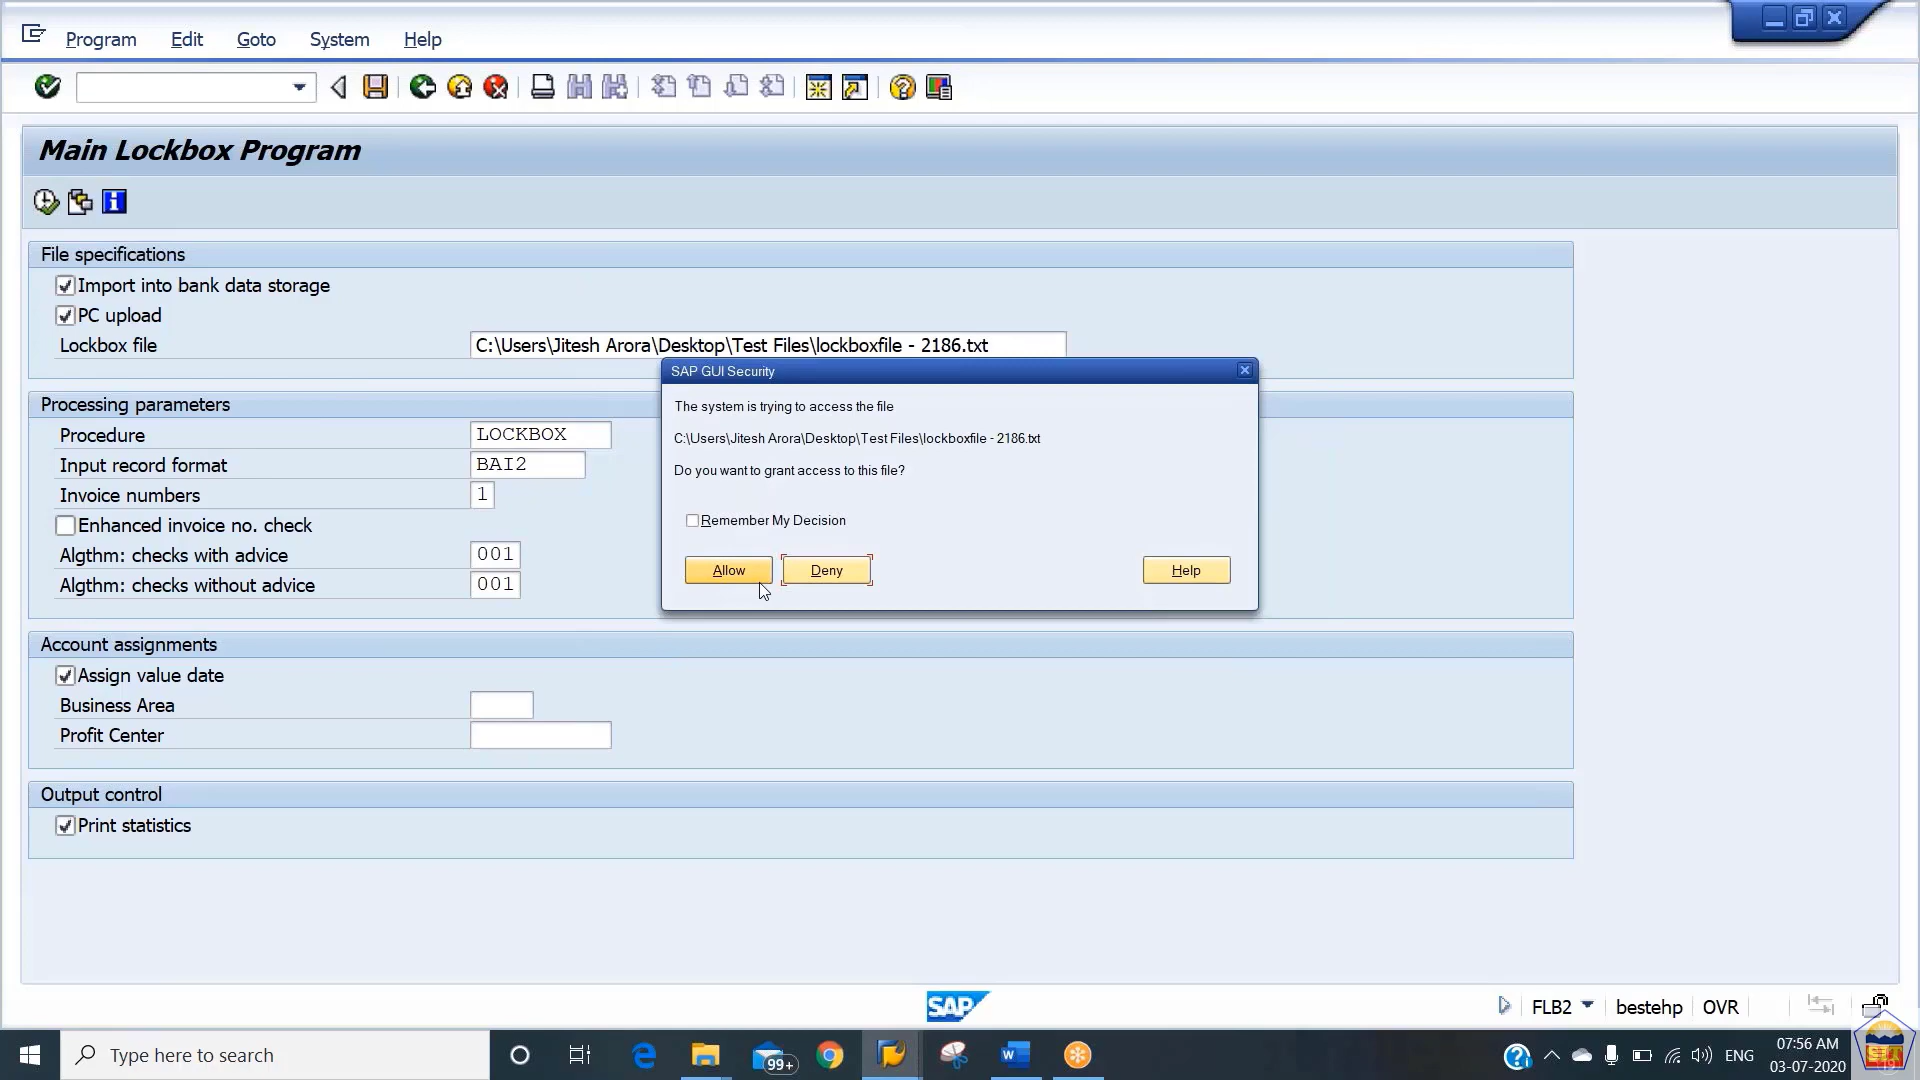 Program Edit Goto System Help
Main Lockbox Program
File specifications
Import into bank data storage
PC upload
Lockbox file C:\Users\Jitesh Arora\Desktop\Test Files\lockboxfile - 2186.txt
SAP GUI Security
The system is trying to access the file
C:\Users\Jitesh Arora\Desktop\Test Files\lockboxfile - 2186.txt
Do you want to grant access to this file?
Remember My Decision
Allow Deny Help
Processing parameters
Procedure LOCKBOX
Input record format BAI2
Invoice numbers 1
Enhanced invoice no. check
Algthm: checks with advice 001
Algthm: checks without advice 001
Account assignments
Assign value date
Business Area
Profit Center
Output control
Print statistics
SAP FLB2 bestehp OVR
Type here to search 99+ ENG 07:56 AM
03-07-2020